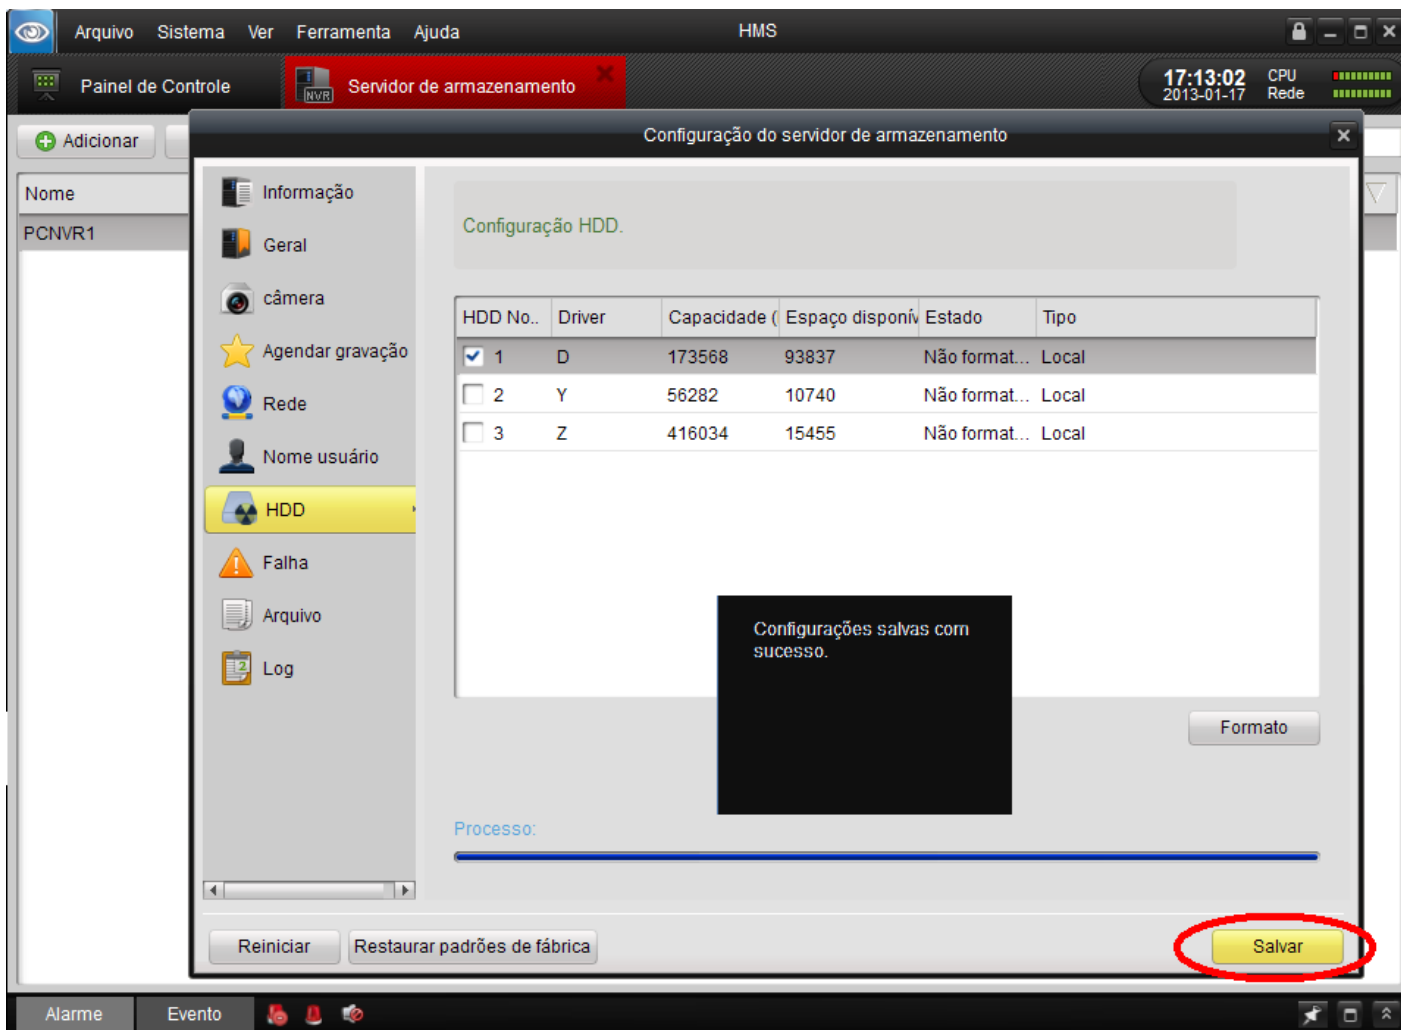 Arquivo Sistema Ver Ferramenta Ajuda HMS
Painel de Controle NVR Servidor de armazenamento 17:13:02 CPU
2013-01-17 Rede
Adicionar
Configuração do servidor de armazenamento
Nome
PCNVR1
Informação
Geral
câmera
Agendar gravação
Rede
Nome usuário
HDD
Falha
Arquivo
Log
Configuração HDD.
HDD No.. Driver Capacidade ( Espaço disponív Estado Tipo
1 D 173568 93837 Não format... Local
2 Y 56282 10740 Não format... Local
3 Z 416034 15455 Não format... Local
Configurações salvas com
sucesso.
Formato
Processo:
Reiniciar Restaurar padrões de fábrica Salvar
Alarme Evento